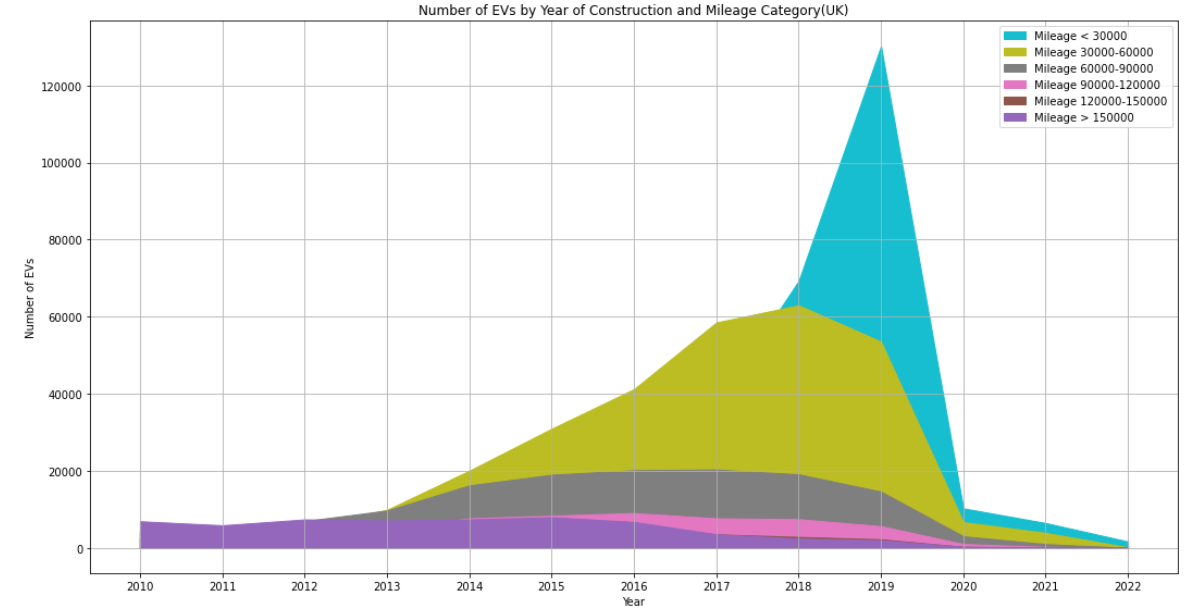 Number of EVs by Year of Construction and Mileage Category(UK)
Mileage < 30000
Mileage 30000-60000
Mileage 60000-90000
Mileage 90000-120000
Mileage 120000-150000
Mileage > 150000
120000
100000
80000
60000
40000
20000
0
Number of EVs
2010 2011 2012 2013 2014 2015 2016 2017 2018 2019 2020 2021 2022
Year